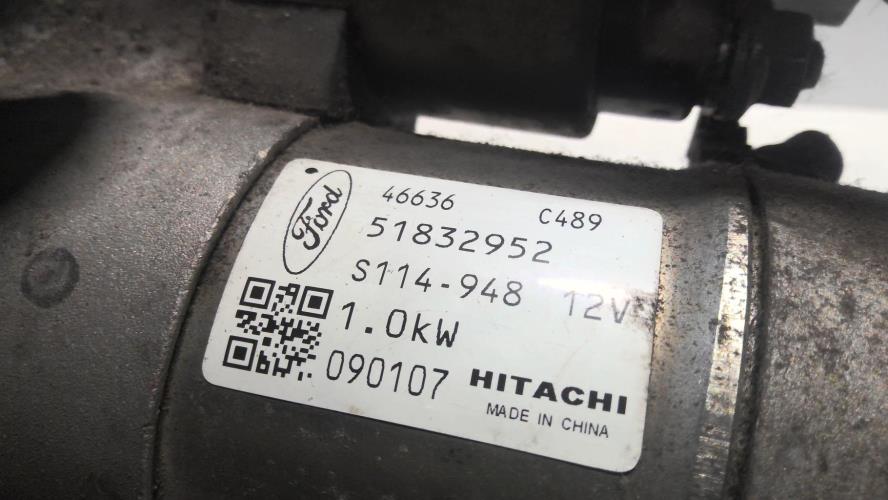 Ford
46636 C489
51832952
S114-948 12V
1.0kW
090107 HITACHI
MADE IN CHINA